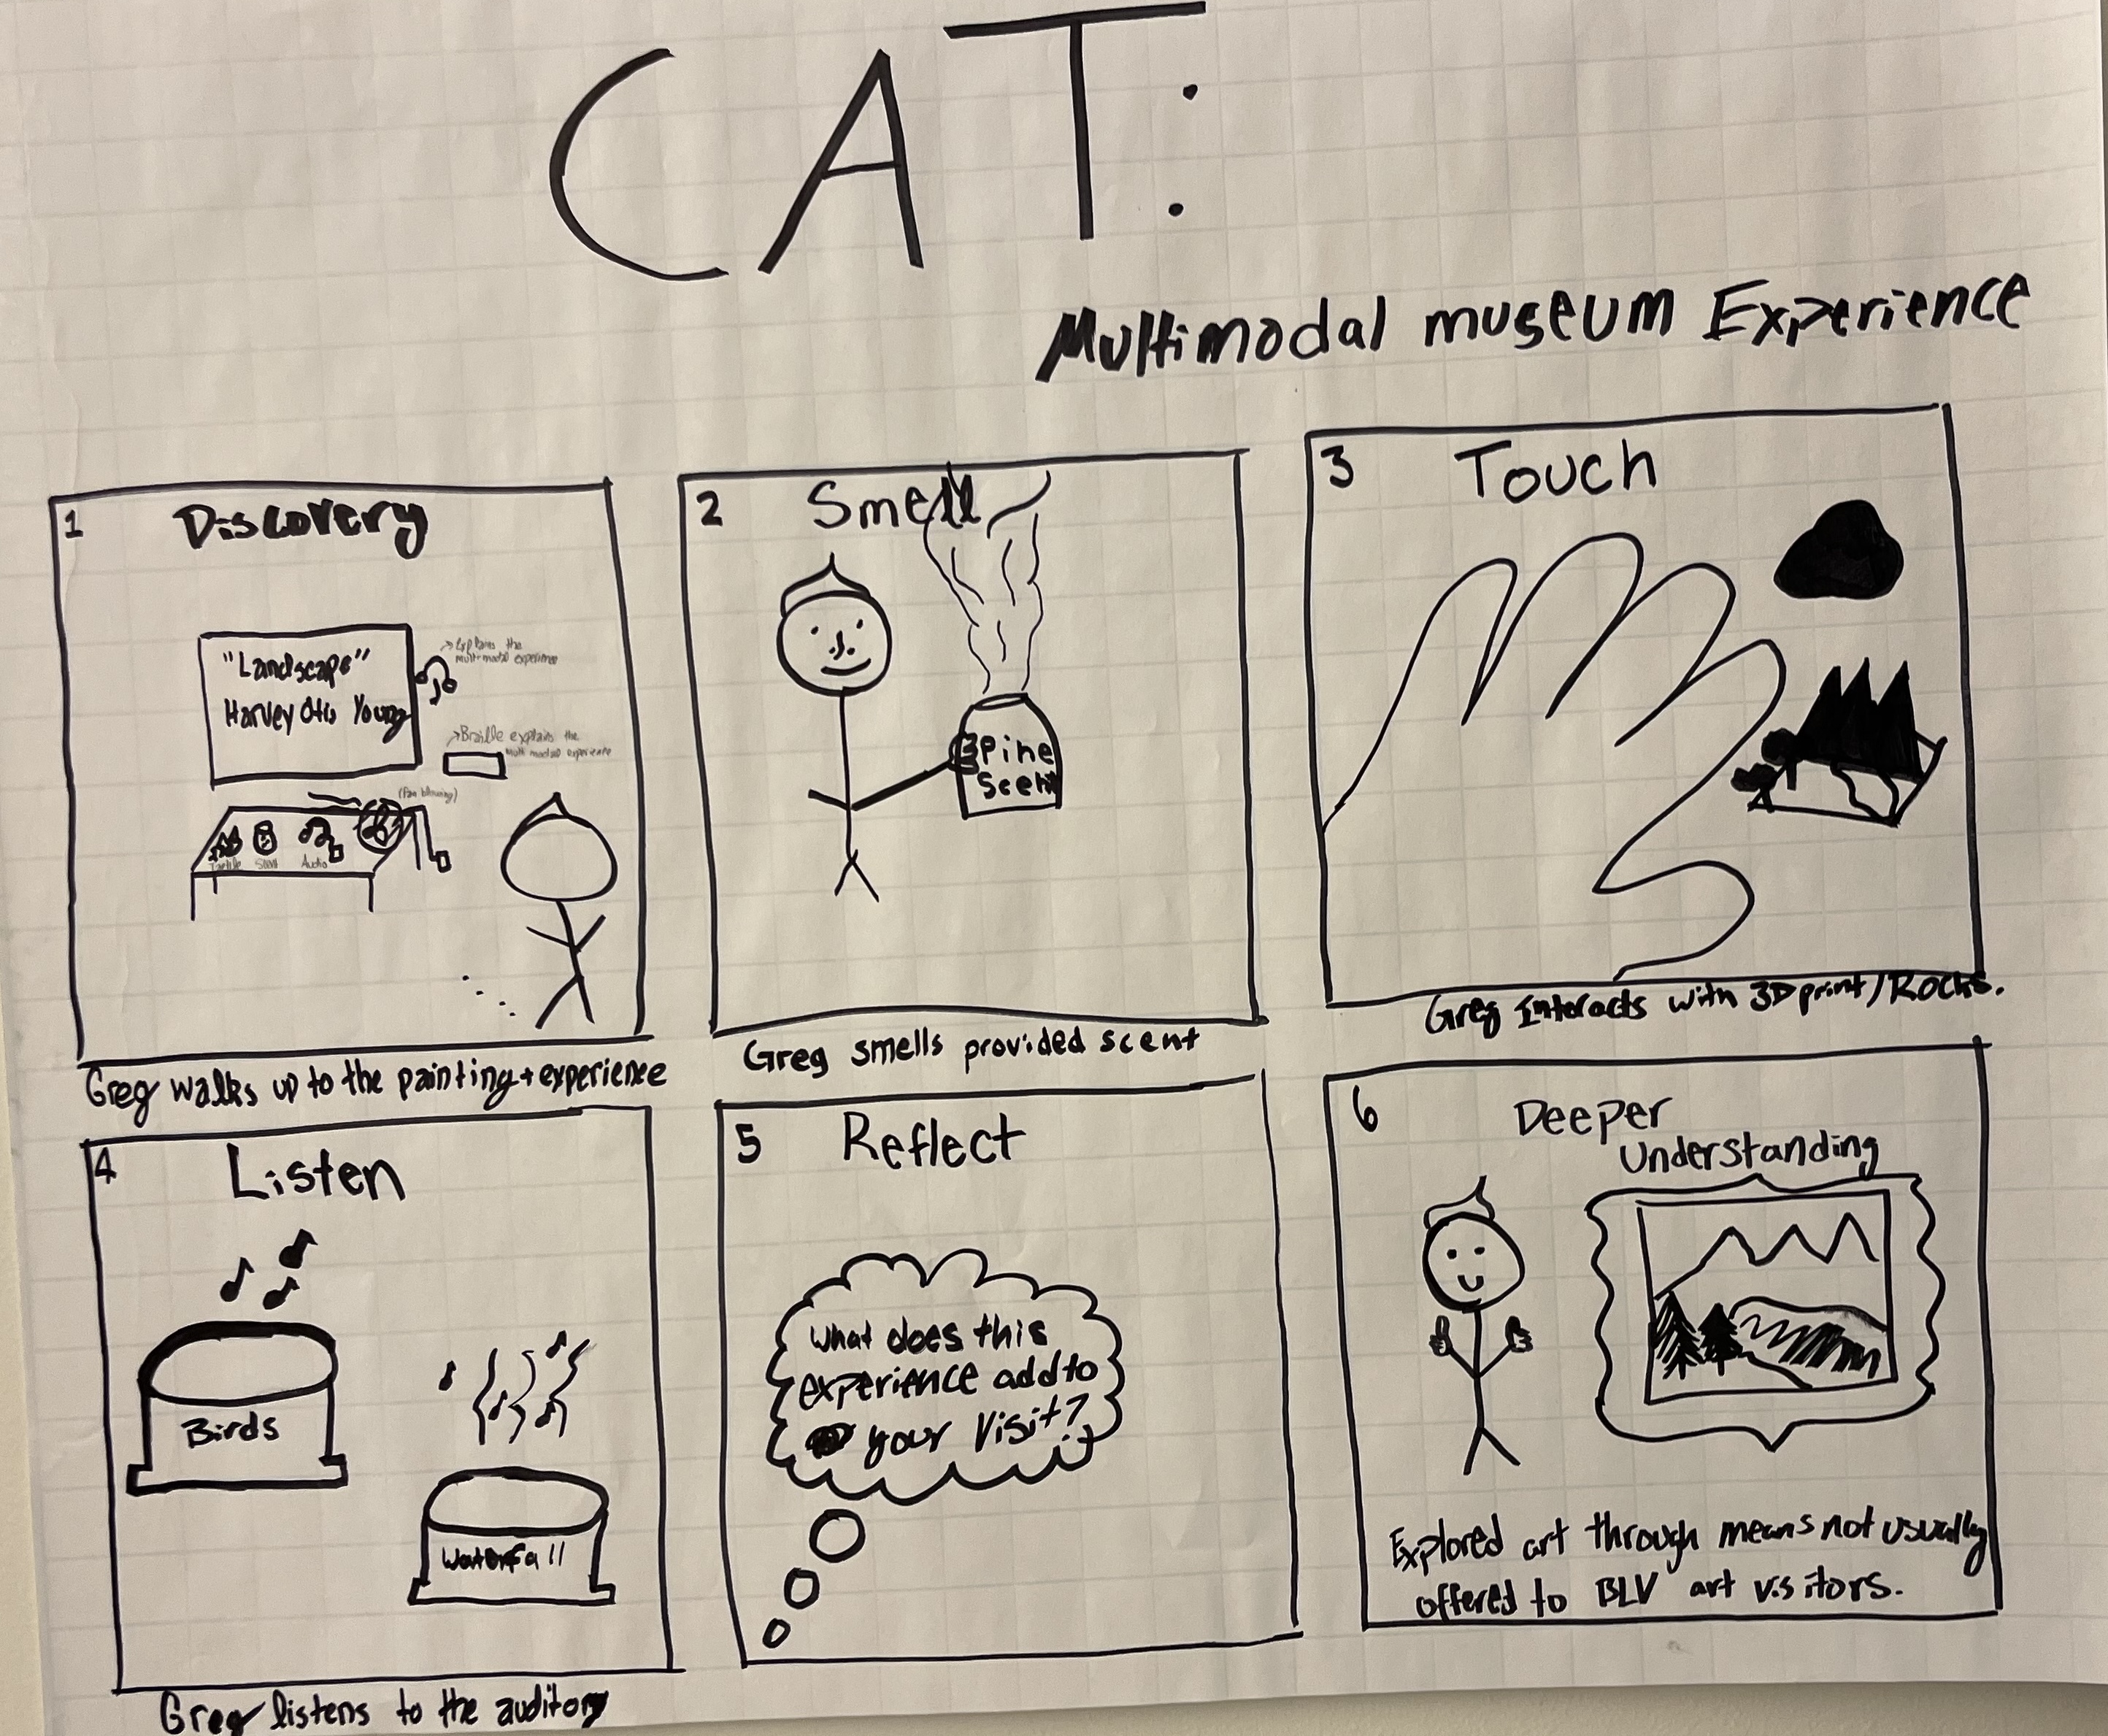 CAT:
Multimodal museum Experience
1 Discovery
"Landscape"
Harvey Otis Young
→ Explains the
multi-modal experience
→ Braille explains the
multi modal experience
(fan blowing)
Tactile Scent Audio
Greg walks up to the painting + experience
2 Smell
Pine
Scent
Greg smells provided scent
3 Touch
Greg Interacts with 3D print/Rocks.
4 Listen
Birds
Waterfall
Greg listens to the auditory
5 Reflect
What does this
experience add to
your visit?
6 Deeper
Understanding
Explored art through means not usually
offered to BLV art visitors.